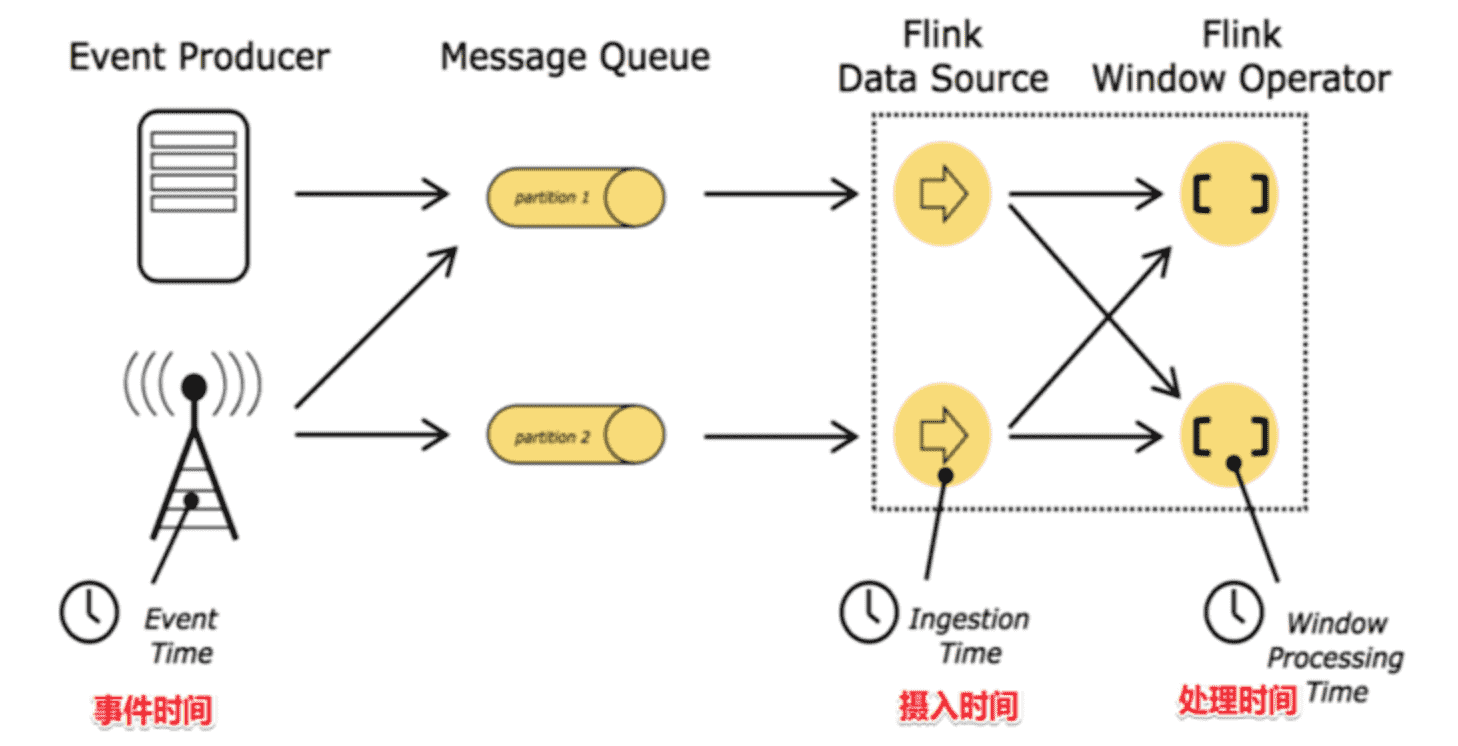 Event Producer
Message Queue
Flink
Data Source
Flink
Window Operator
partition 1
partition 2
Event
Time
事件时间
Ingestion
Time
摄入时间
Window
Processing
Time
处理时间